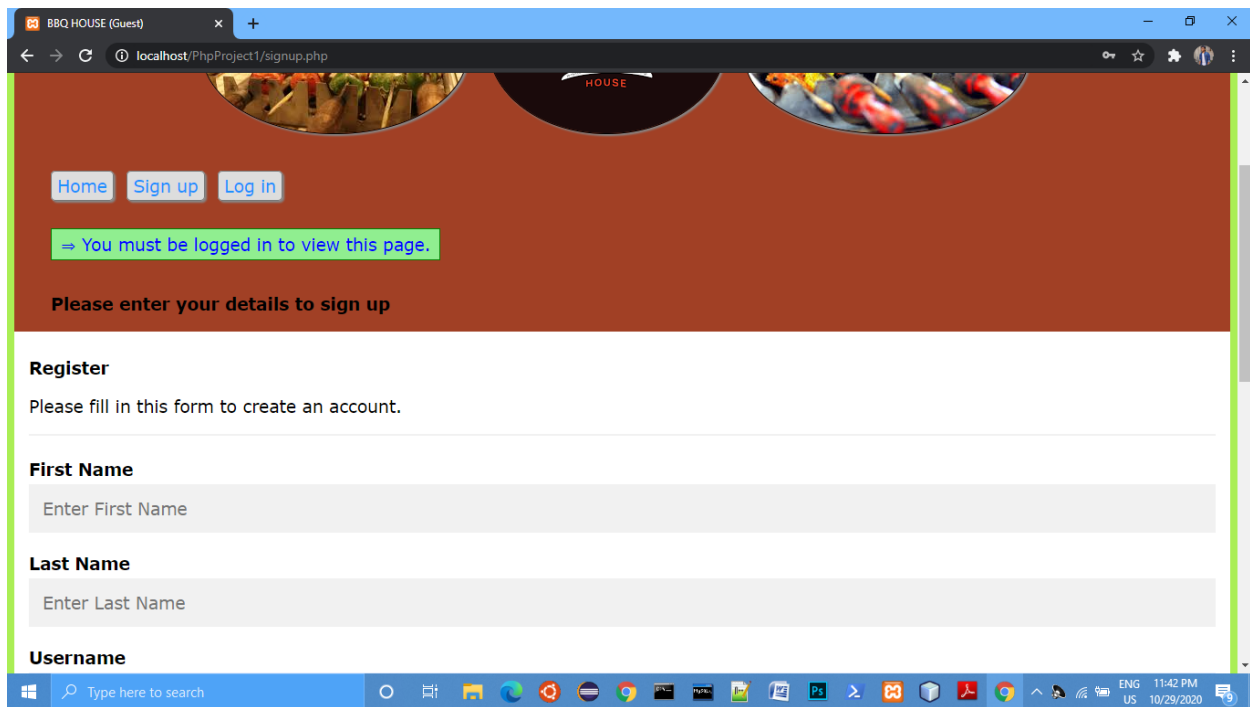 BBQ HOUSE (Guest)
localhost/PhpProject1/signup.php
HOUSE
Home Sign up Log in
⇒ You must be logged in to view this page.
Please enter your details to sign up
Register
Please fill in this form to create an account.
First Name
Enter First Name
Last Name
Enter Last Name
Username
Type here to search
ENG 11:42 PM
US 10/29/2020